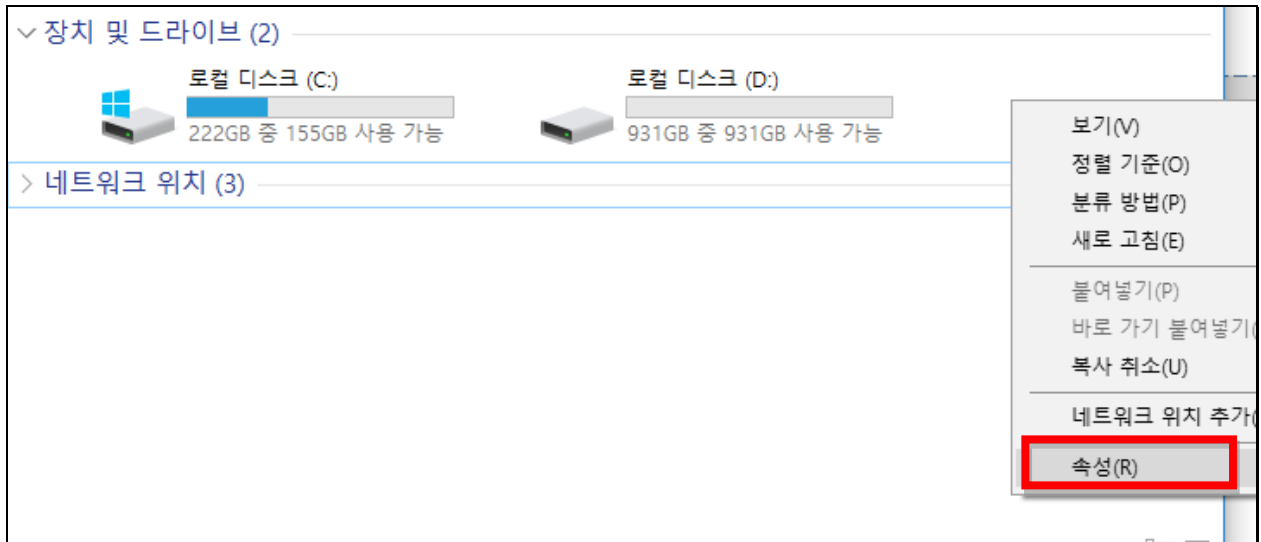 장치 및 드라이브 (2)
로컬 디스크 (C:)
222GB 중 155GB 사용 가능
로컬 디스크 (D:)
931GB 중 931GB 사용 가능
네트워크 위치 (3)
보기(V)
정렬 기준(O)
분류 방법(P)
새로 고침(E)
붙여넣기(P)
바로 가기 붙여넣기(
복사 취소(U)
네트워크 위치 추가(
속성(R)